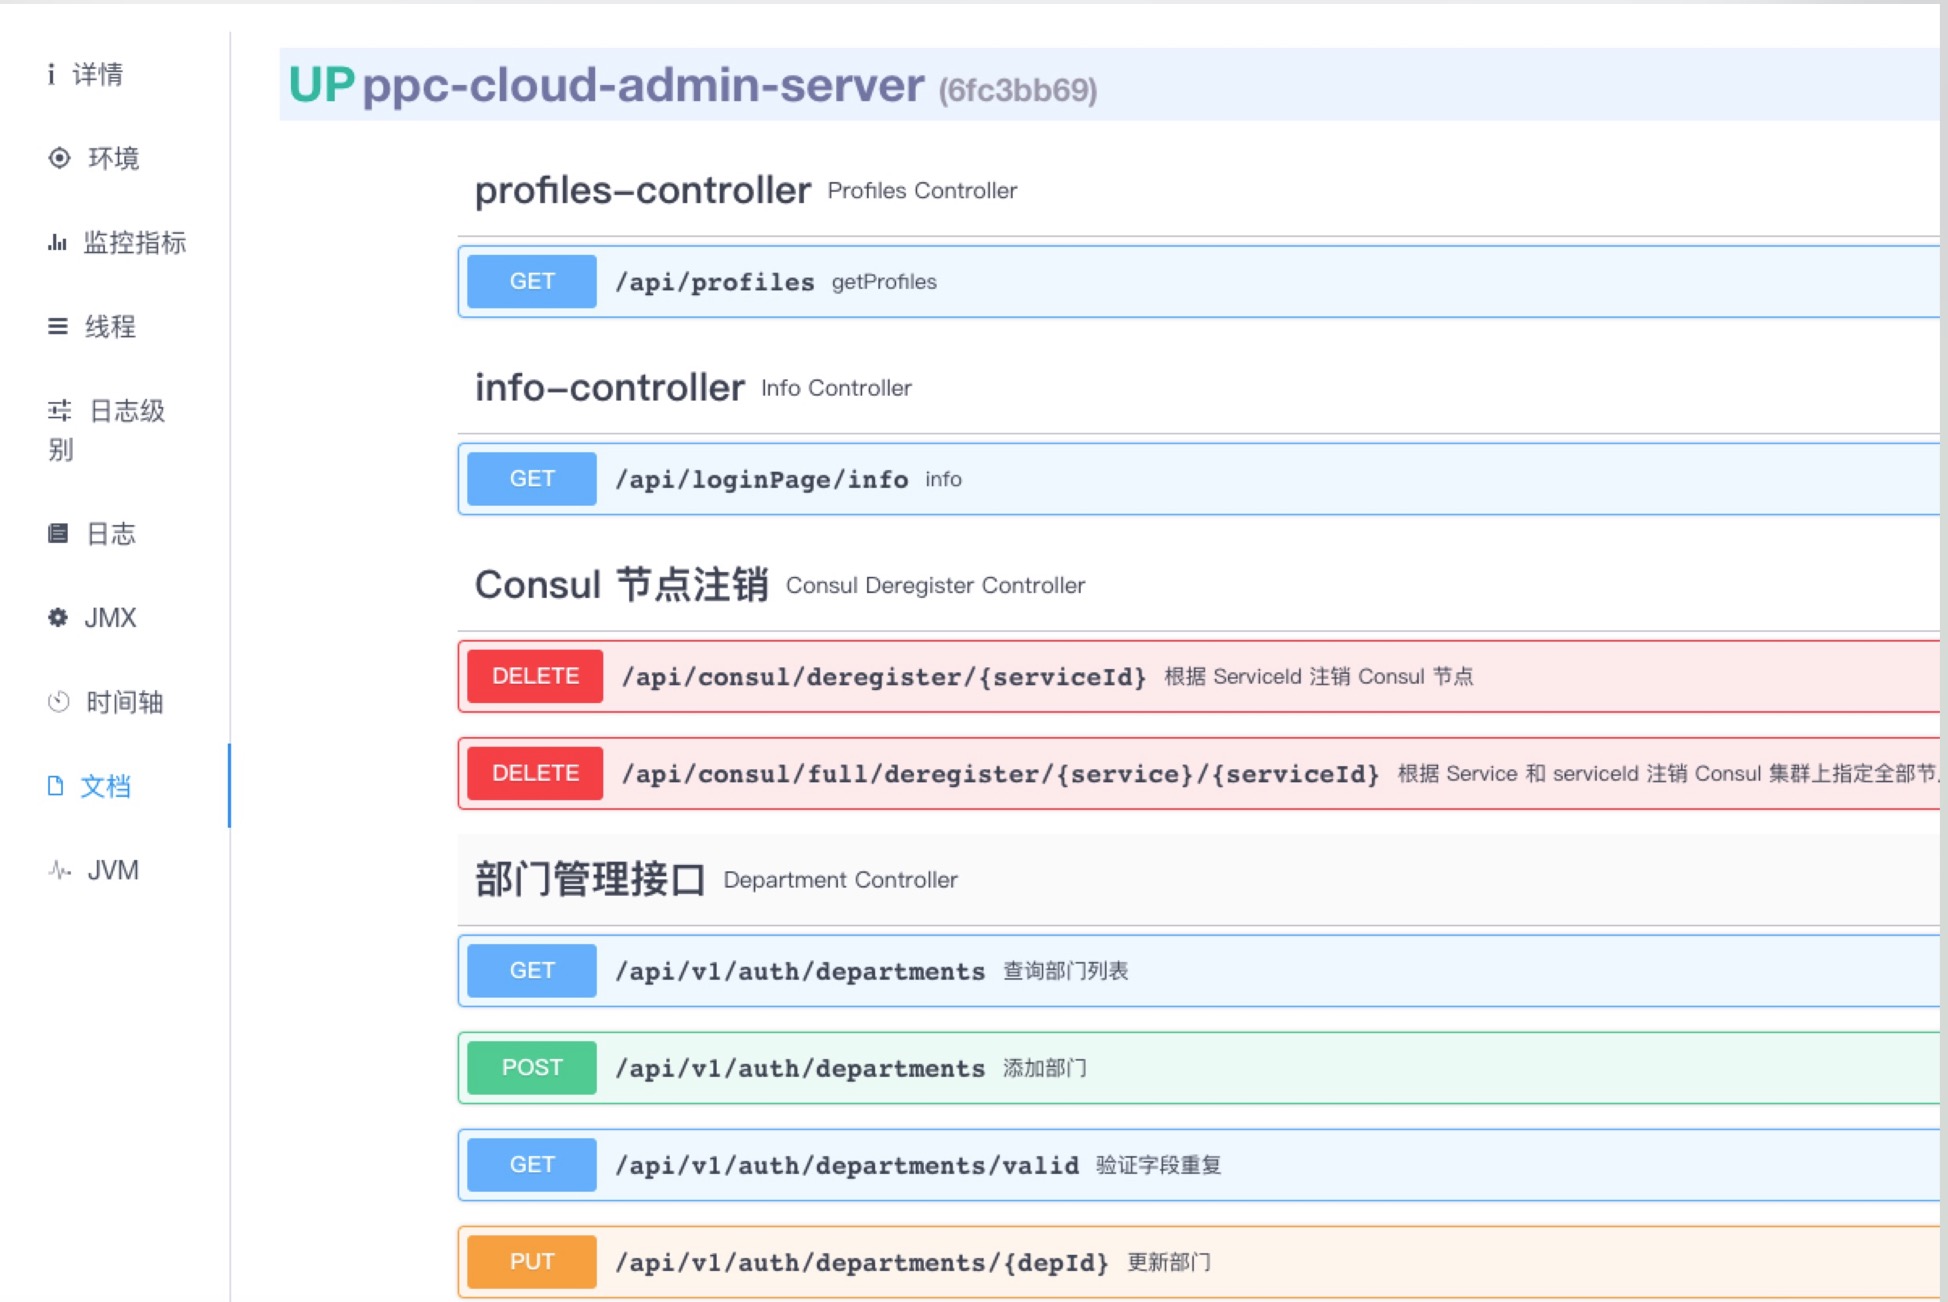 详情
环境
监控指标
线程
日志级
别
日志
JMX
时间轴
文档
JVM
UP ppc-cloud-admin-server (6fc3bb69)
profiles-controller Profiles Controller
GET /api/profiles getProfiles
info-controller Info Controller
GET /api/loginPage/info info
Consul 节点注销 Consul Deregister Controller
DELETE /api/consul/deregister/{serviceId} 根据 ServiceId 注销 Consul 节点
DELETE /api/consul/full/deregister/{service}/{serviceId} 根据 Service 和 serviceId 注销 Consul 集群上指定全部节
部门管理接口 Department Controller
GET /api/v1/auth/departments 查询部门列表
POST /api/v1/auth/departments 添加部门
GET /api/v1/auth/departments/valid 验证字段重复
PUT /api/v1/auth/departments/{depId} 更新部门